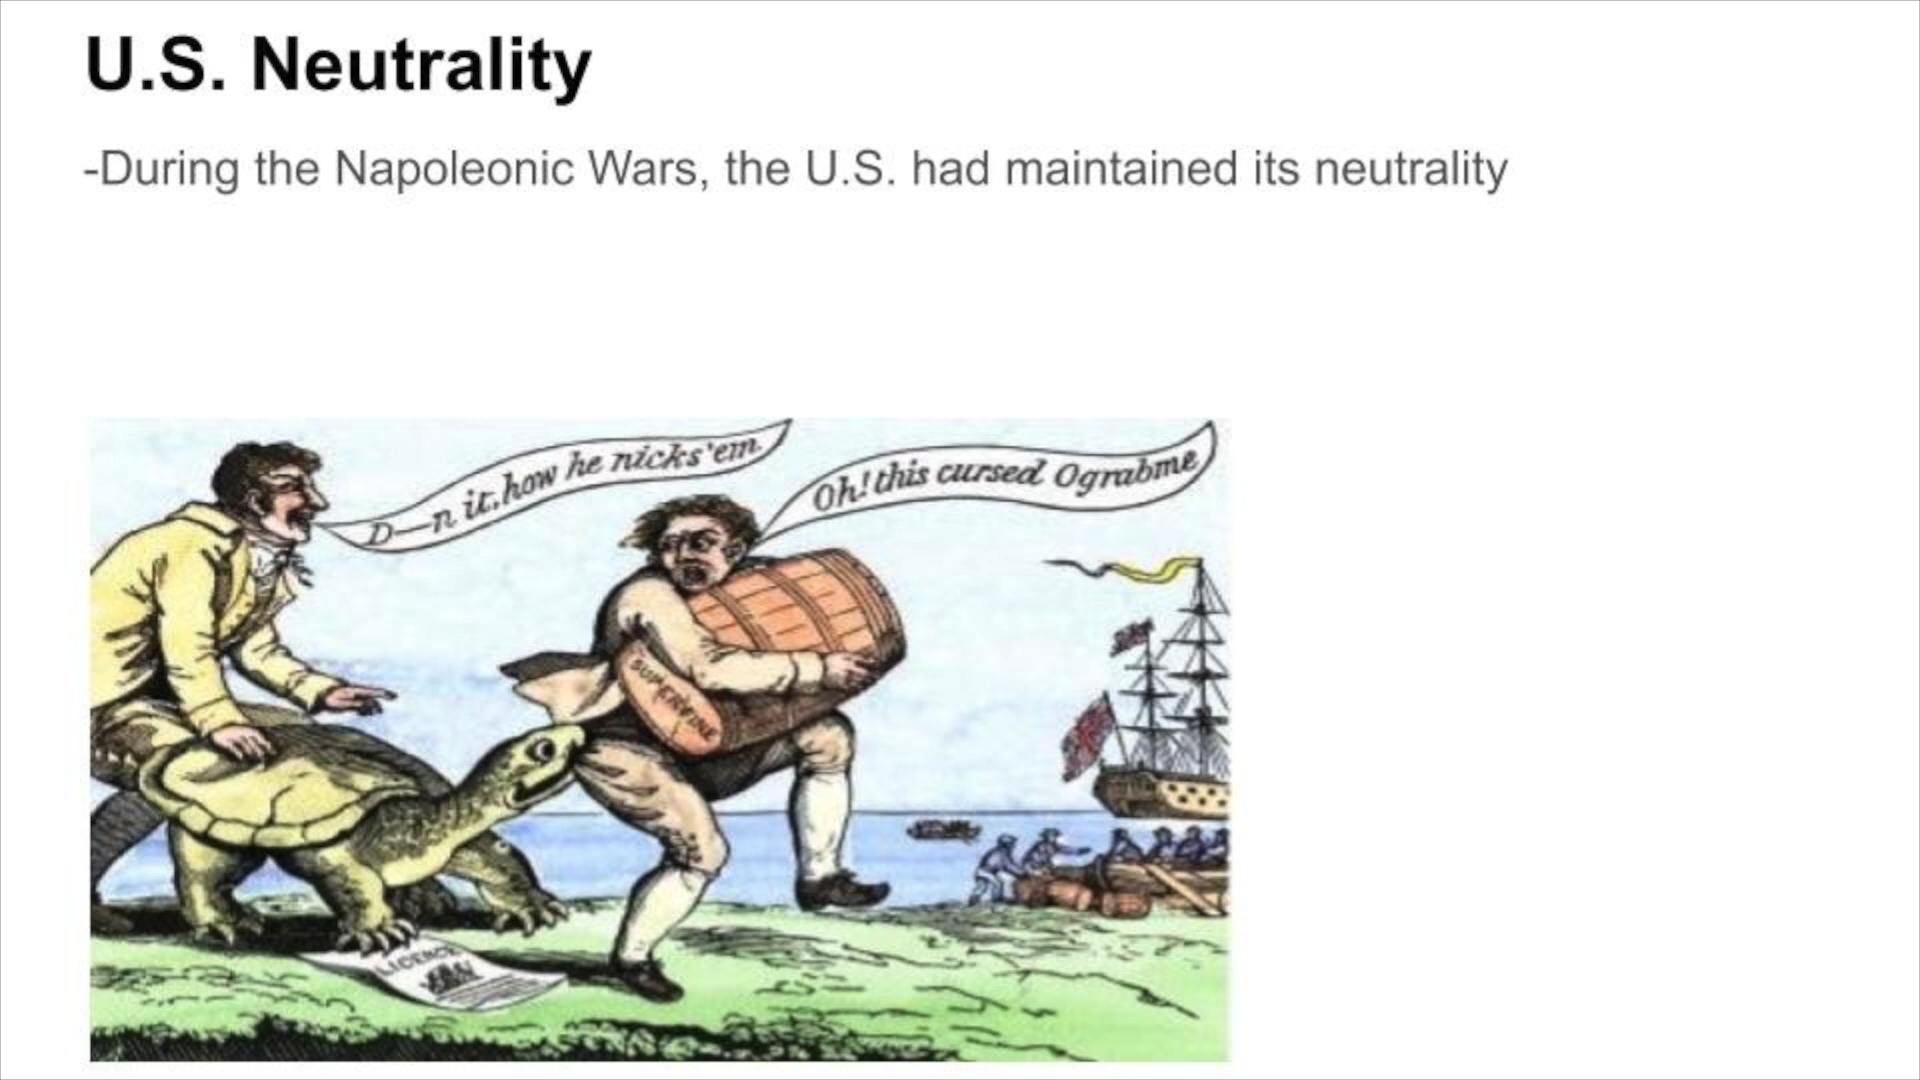 U.S. Neutrality
-During the Napoleonic Wars, the U.S. had maintained its neutrality
D—n it, how he nicks'em
Oh! this cursed Ograbme
SUPERFINE
LICENCE